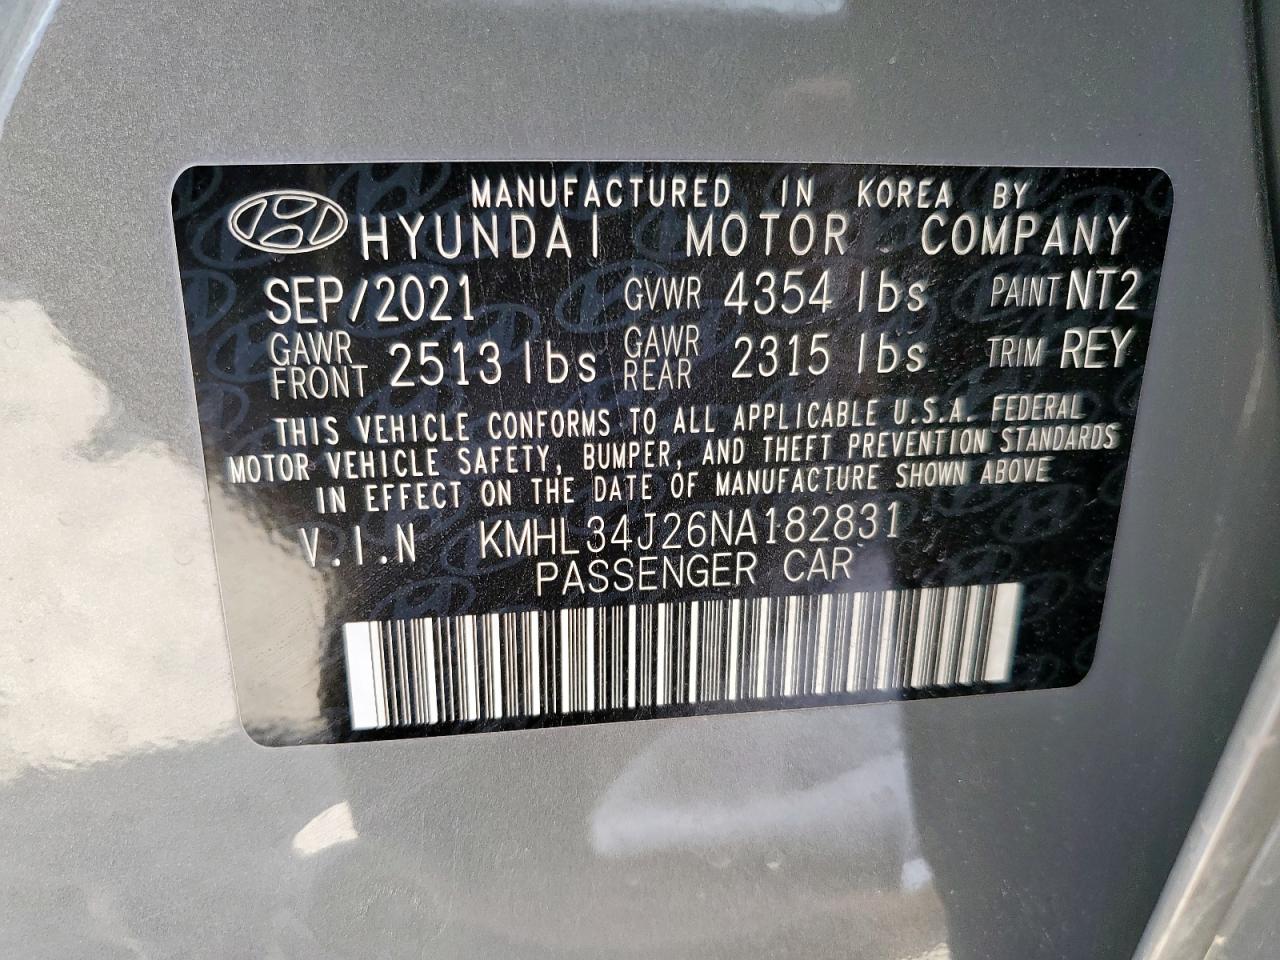 MANUFACTURED IN KOREA BY
HYUNDAI MOTOR COMPANY
SEP/2021 GVWR 4354 lbs PAINT NT2
GAWR FRONT 2513 lbs GAWR REAR 2315 lbs TRIM REY
THIS VEHICLE CONFORMS TO ALL APPLICABLE U.S.A. FEDERAL
MOTOR VEHICLE SAFETY, BUMPER, AND THEFT PREVENTION STANDARDS
IN EFFECT ON THE DATE OF MANUFACTURE SHOWN ABOVE
V.I.N KMHL34J26NA182831
PASSENGER CAR